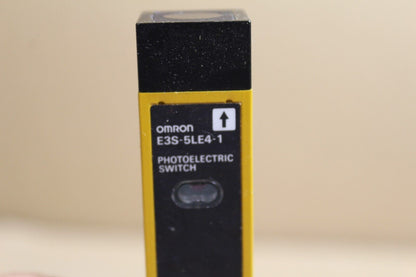 OMRON
E3S-5LE4-1
PHOTOELECTRIC
SWITCH